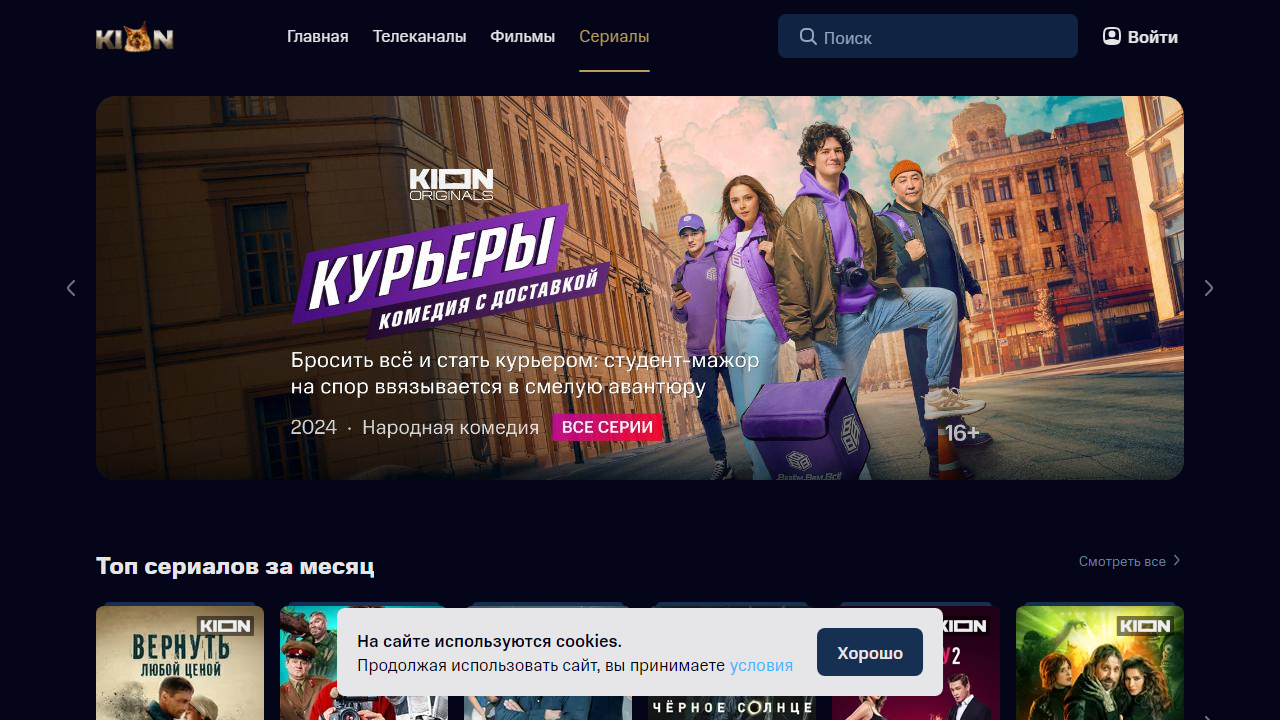 KION
Главная
Телеканалы
Фильмы
Сериалы
Поиск
Войти
KION
ORIGINALS
КУРЬЕРЫ
КОМЕДИЯ С ДОСТАВКОЙ
Бросить всё и стать курьером: студент-мажор
на спор ввязывается в смелую авантюру
2024 · Народная комедия
ВСЕ СЕРИИ
16+
Топ сериалов за месяц
Смотреть все
KION
ВЕРНУТЬ
ЛЮБОЙ ЦЕНОЙ
На сайте используются cookies.
Продолжая использовать сайт, вы принимаете условия
Хорошо
ЧЁРНОЕ СОЛНЦЕ
KION
2
KION